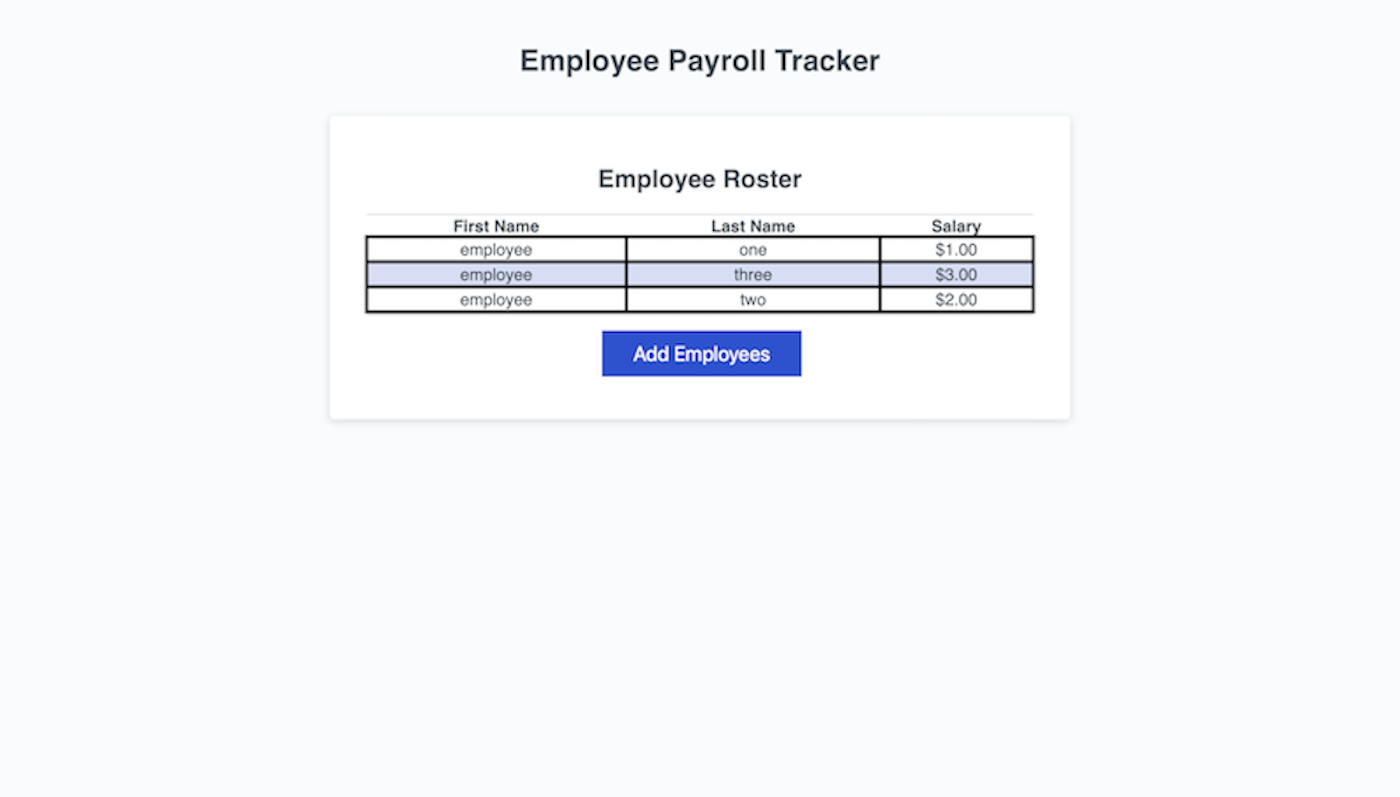 Employee Payroll Tracker
Employee Roster
First Name Last Name Salary
employee one $1.00
employee three $3.00
employee two $2.00
Add Employees